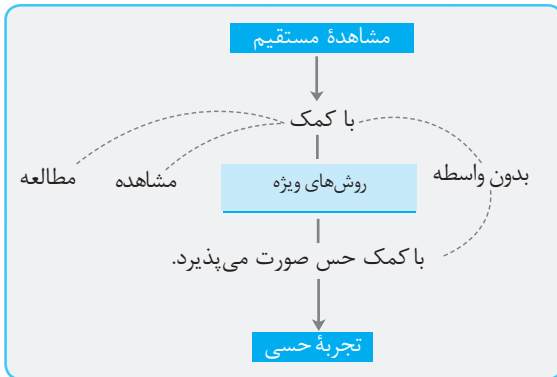 مشاهدهٔ مستقیم
با کمک
بدون واسطه
روش‌های ویژه
مشاهده
مطالعه
با کمک حس صورت می‌پذیرد.
تجربهٔ حسی